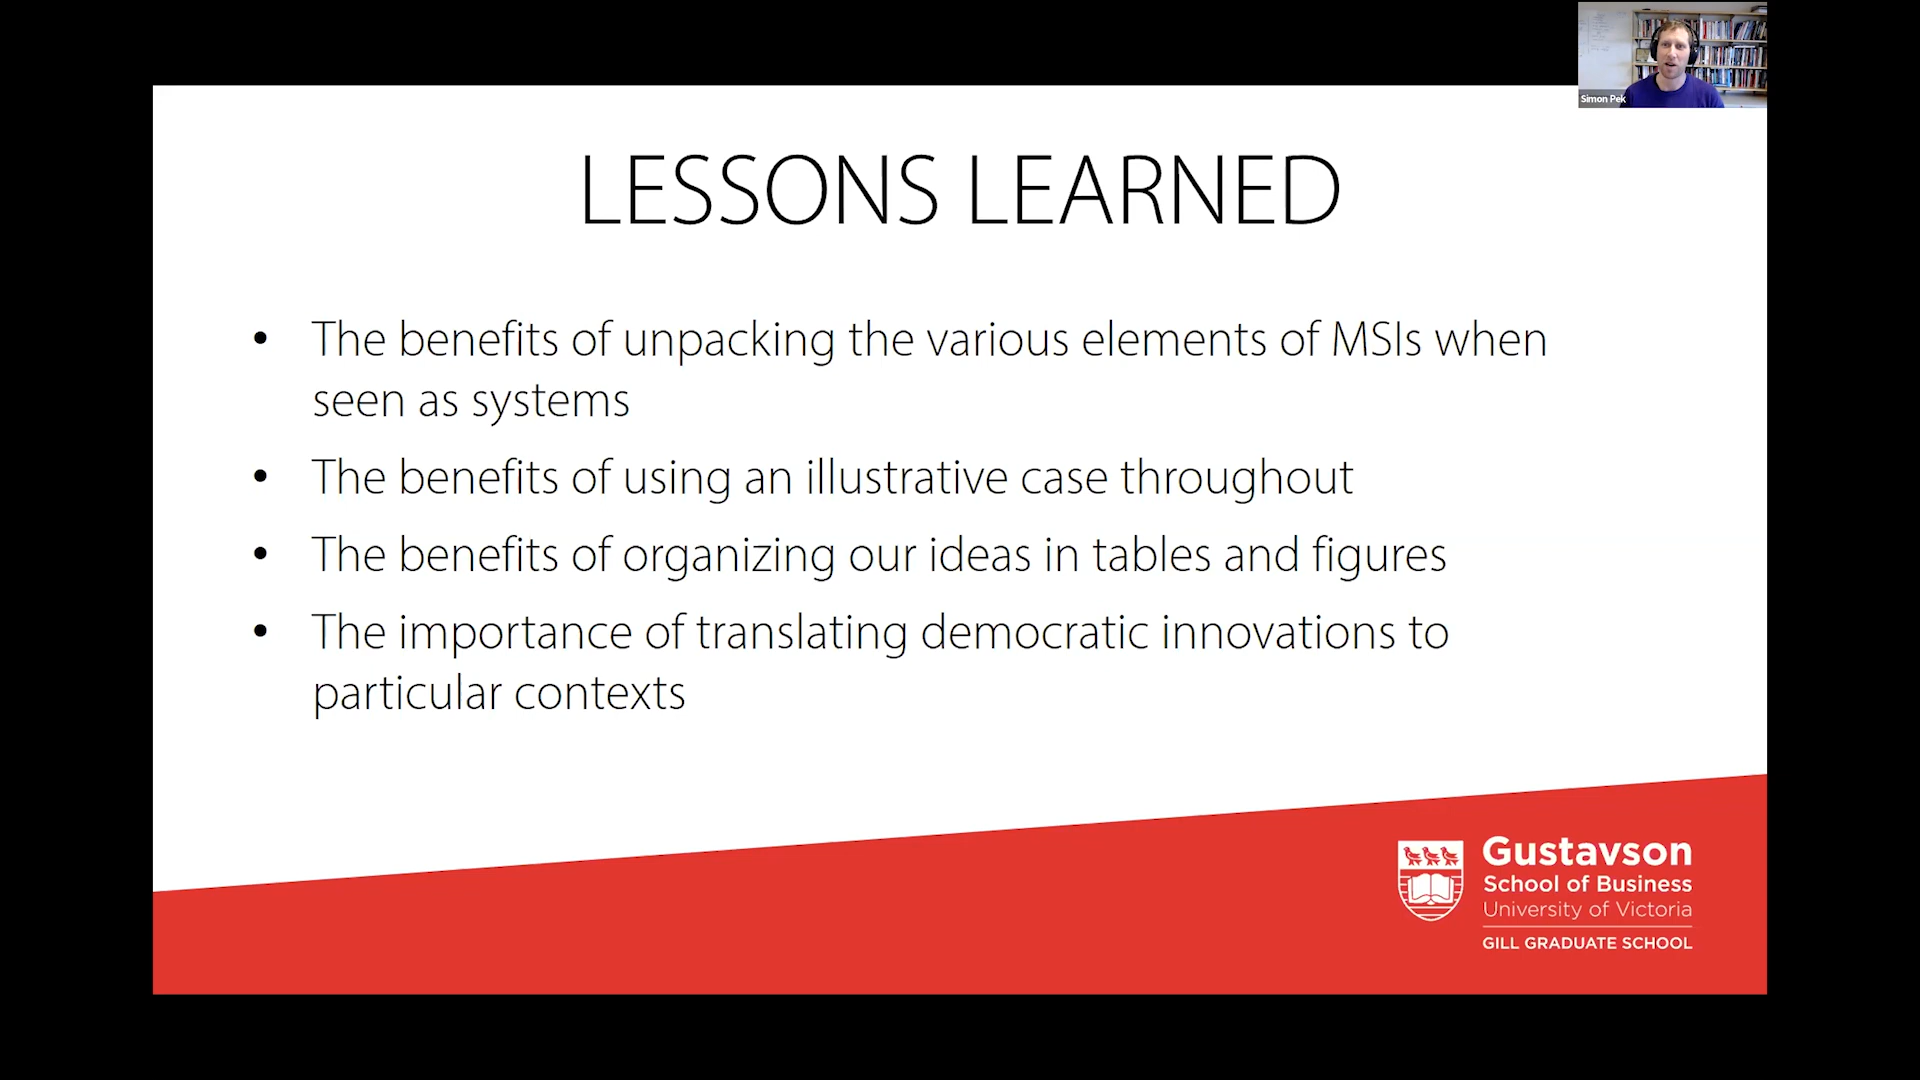 Simon Pek
LESSONS LEARNED
• The benefits of unpacking the various elements of MSIs when
seen as systems
• The benefits of using an illustrative case throughout
• The benefits of organizing our ideas in tables and figures
• The importance of translating democratic innovations to
particular contexts
Gustavson
School of Business
University of Victoria
GILL GRADUATE SCHOOL